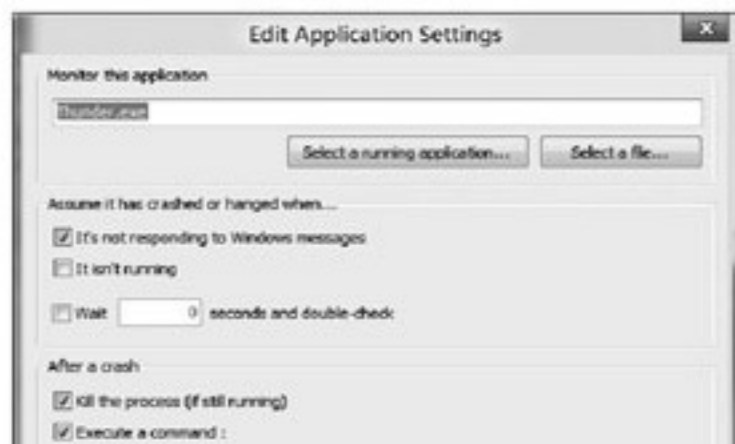 Edit Application Settings
x
Monitor this application
Thunder.exe
Select a running application... Select a file...
Assume it has crashed or hanged when....
It's not responding to Windows messages
It isn't running
Wait 0 seconds and double-check
After a crash
Kill the process (if still running)
Execute a command :